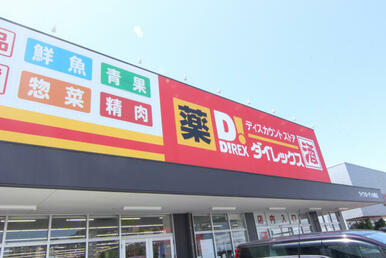 品
鮮魚
青果
惣菜
精肉
薬
D!
DiREX
ディスカウント ストア
ダイレックス